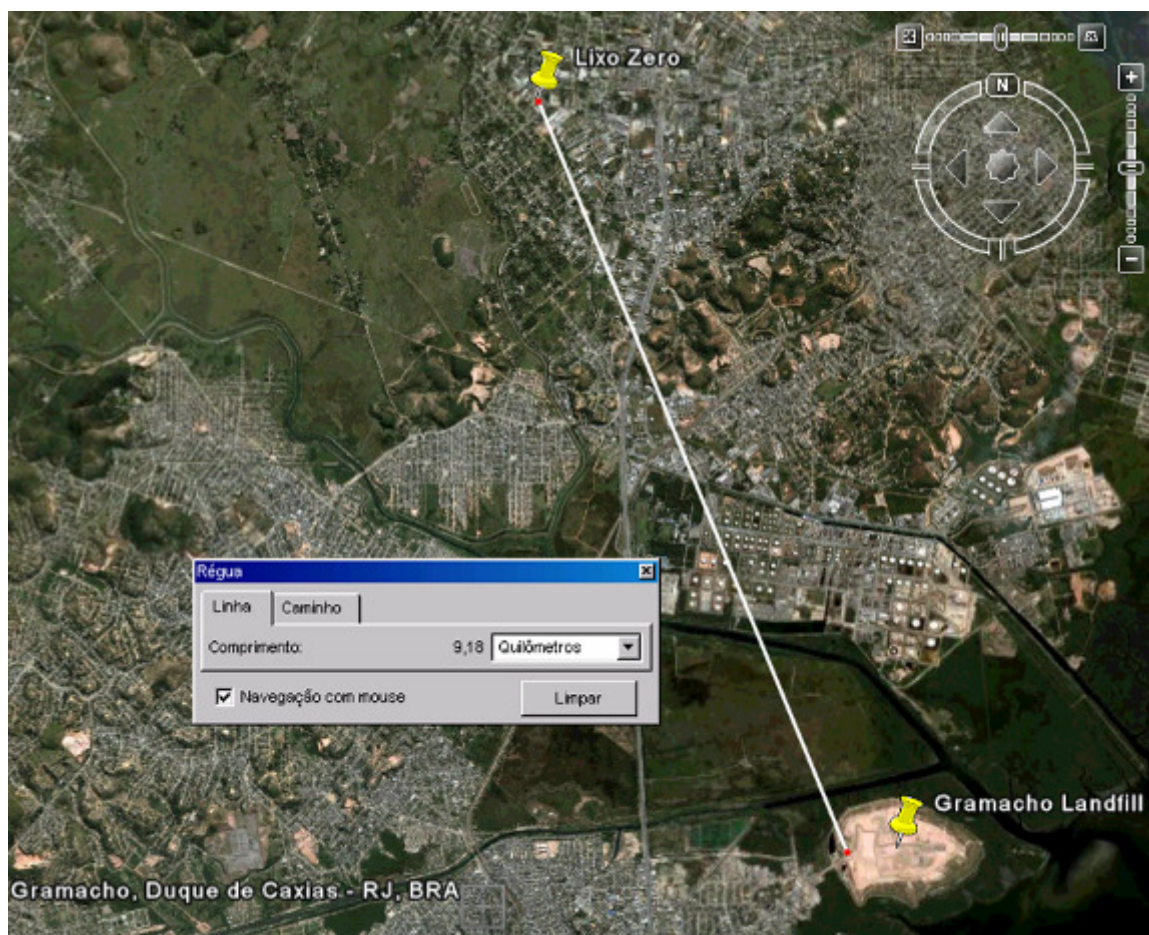 Lixo Zero
N
Régua
Linha
Caminho
Comprimento:
9,18 Quilômetros
Navegação com mouse
Limpar
Gramacho Landfill
Gramacho, Duque de Caxias - RJ, BRA